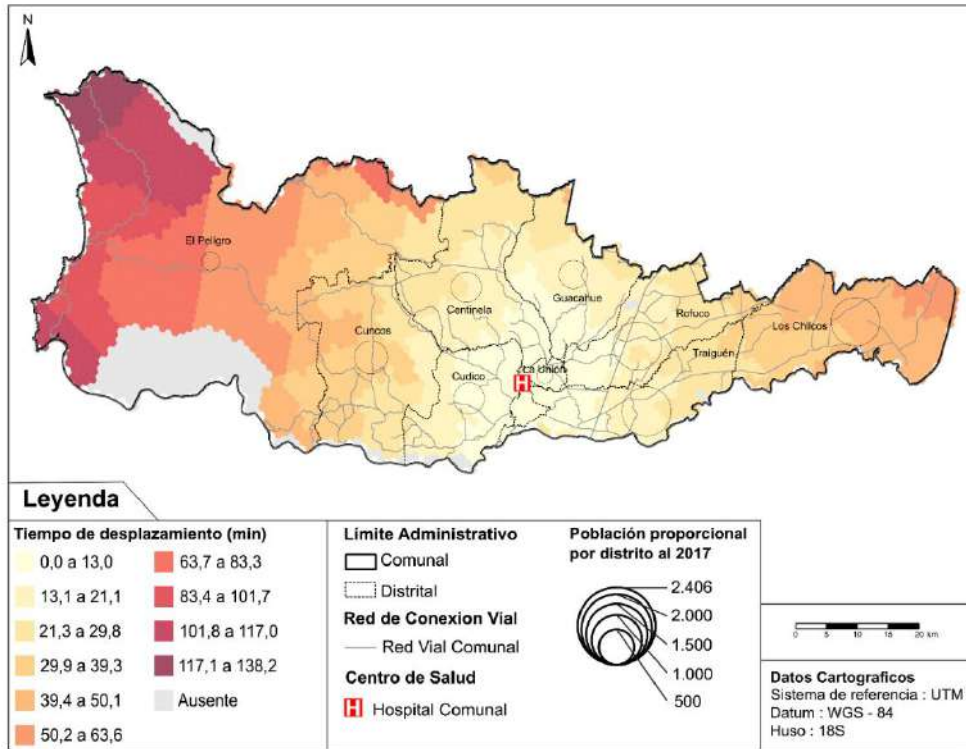 N
El Peligro
Cuncos
Centinela
Guacahue
Cudico
La Unión
Rofuco
Traiguén
Los Chilcos
H
Leyenda
Tiempo de desplazamiento (min)
0,0 a 13,0
13,1 a 21,1
21,3 a 29,8
29,9 a 39,3
39,4 a 50,1
50,2 a 63,6
63,7 a 83,3
83,4 a 101,7
101,8 a 117,0
117,1 a 138,2
Ausente
Límite Administrativo
Comunal
Distrital
Red de Conexion Vial
Red Vial Comunal
Centro de Salud
H Hospital Comunal
Población proporcional
por distrito al 2017
2.406
2.000
1.500
1.000
500
0 5 10 15 20 km
Datos Cartograficos
Sistema de referencia : UTM
Datum : WGS - 84
Huso : 18S